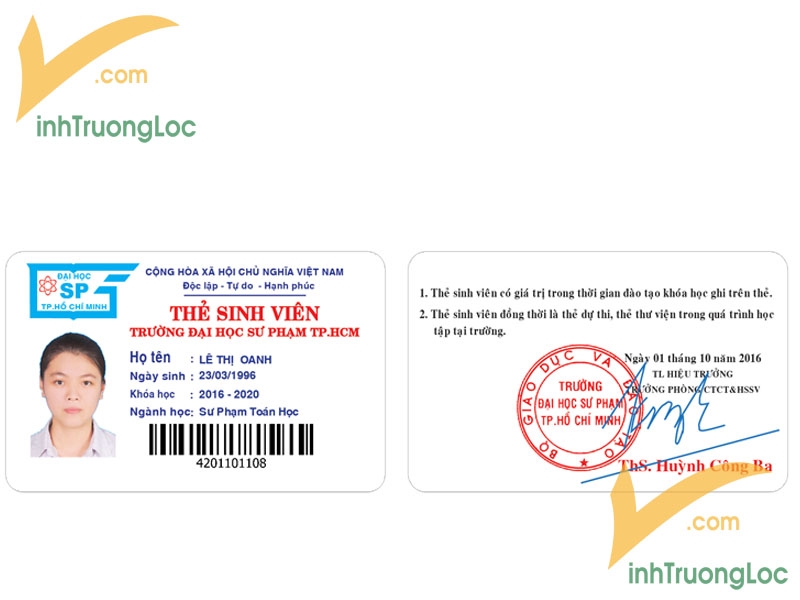 .com
inhTruongLoc
ĐẠI HỌC
SP
TP.HỒ CHÍ MINH
CỘNG HÒA XÃ HỘI CHỦ NGHĨA VIỆT NAM
Độc lập - Tự do - Hạnh phúc
THẺ SINH VIÊN
TRƯỜNG ĐẠI HỌC SƯ PHẠM TP.HCM
Họ tên : LÊ THỊ OANH
Ngày sinh : 23/03/1996
Khóa học : 2016 - 2020
Ngành học: Sư Phạm Toán Học
4201101108
1. Thẻ sinh viên có giá trị trong thời gian đào tạo khóa học ghi trên thẻ.
2. Thẻ sinh viên đồng thời là thẻ dự thi, thẻ thư viện trong quá trình học
tập tại trường.
Ngày 01 tháng 10 năm 2016
TL HIỆU TRƯỞNG
TRƯỞNG PHÒNG CTCT&HSSV
BỘ GIÁO DỤC VÀ ĐÀO TẠO
TRƯỜNG
ĐẠI HỌC SƯ PHẠM
TP.HỒ CHÍ MINH
ThS. Huỳnh Công Ba
.com
inhTruongLoc